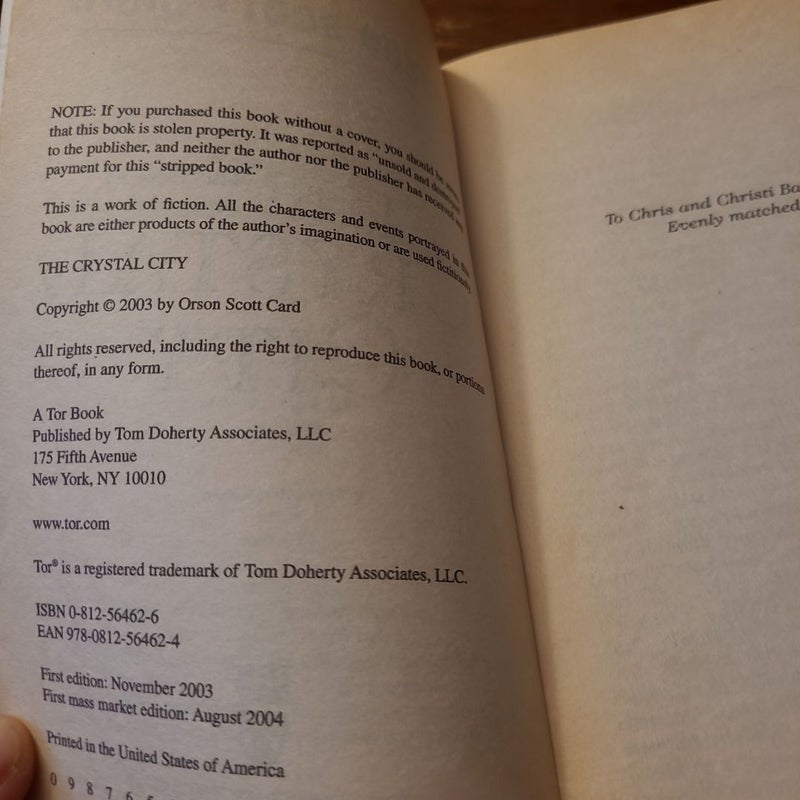 NOTE: If you purchased this book without a cover, you should be
that this book is stolen property. It was reported as "unsold and destroyed"
to the publisher, and neither the author nor the publisher has received any
payment for this "stripped book."
This is a work of fiction. All the characters and events portrayed in this
book are either products of the author's imagination or are used fictitiously.
THE CRYSTAL CITY
Copyright © 2003 by Orson Scott Card
All rights reserved, including the right to reproduce this book, or portions
thereof, in any form.
A Tor Book
Published by Tom Doherty Associates, LLC
175 Fifth Avenue
New York, NY 10010
www.tor.com
Tor® is a registered trademark of Tom Doherty Associates, LLC.
ISBN 0-812-56462-6
EAN 978-0812-56462-4
First edition: November 2003
First mass market edition: August 2004
Printed in the United States of America
0 9 8 7 6 5
To Chris and Christi Ba
Evenly matched